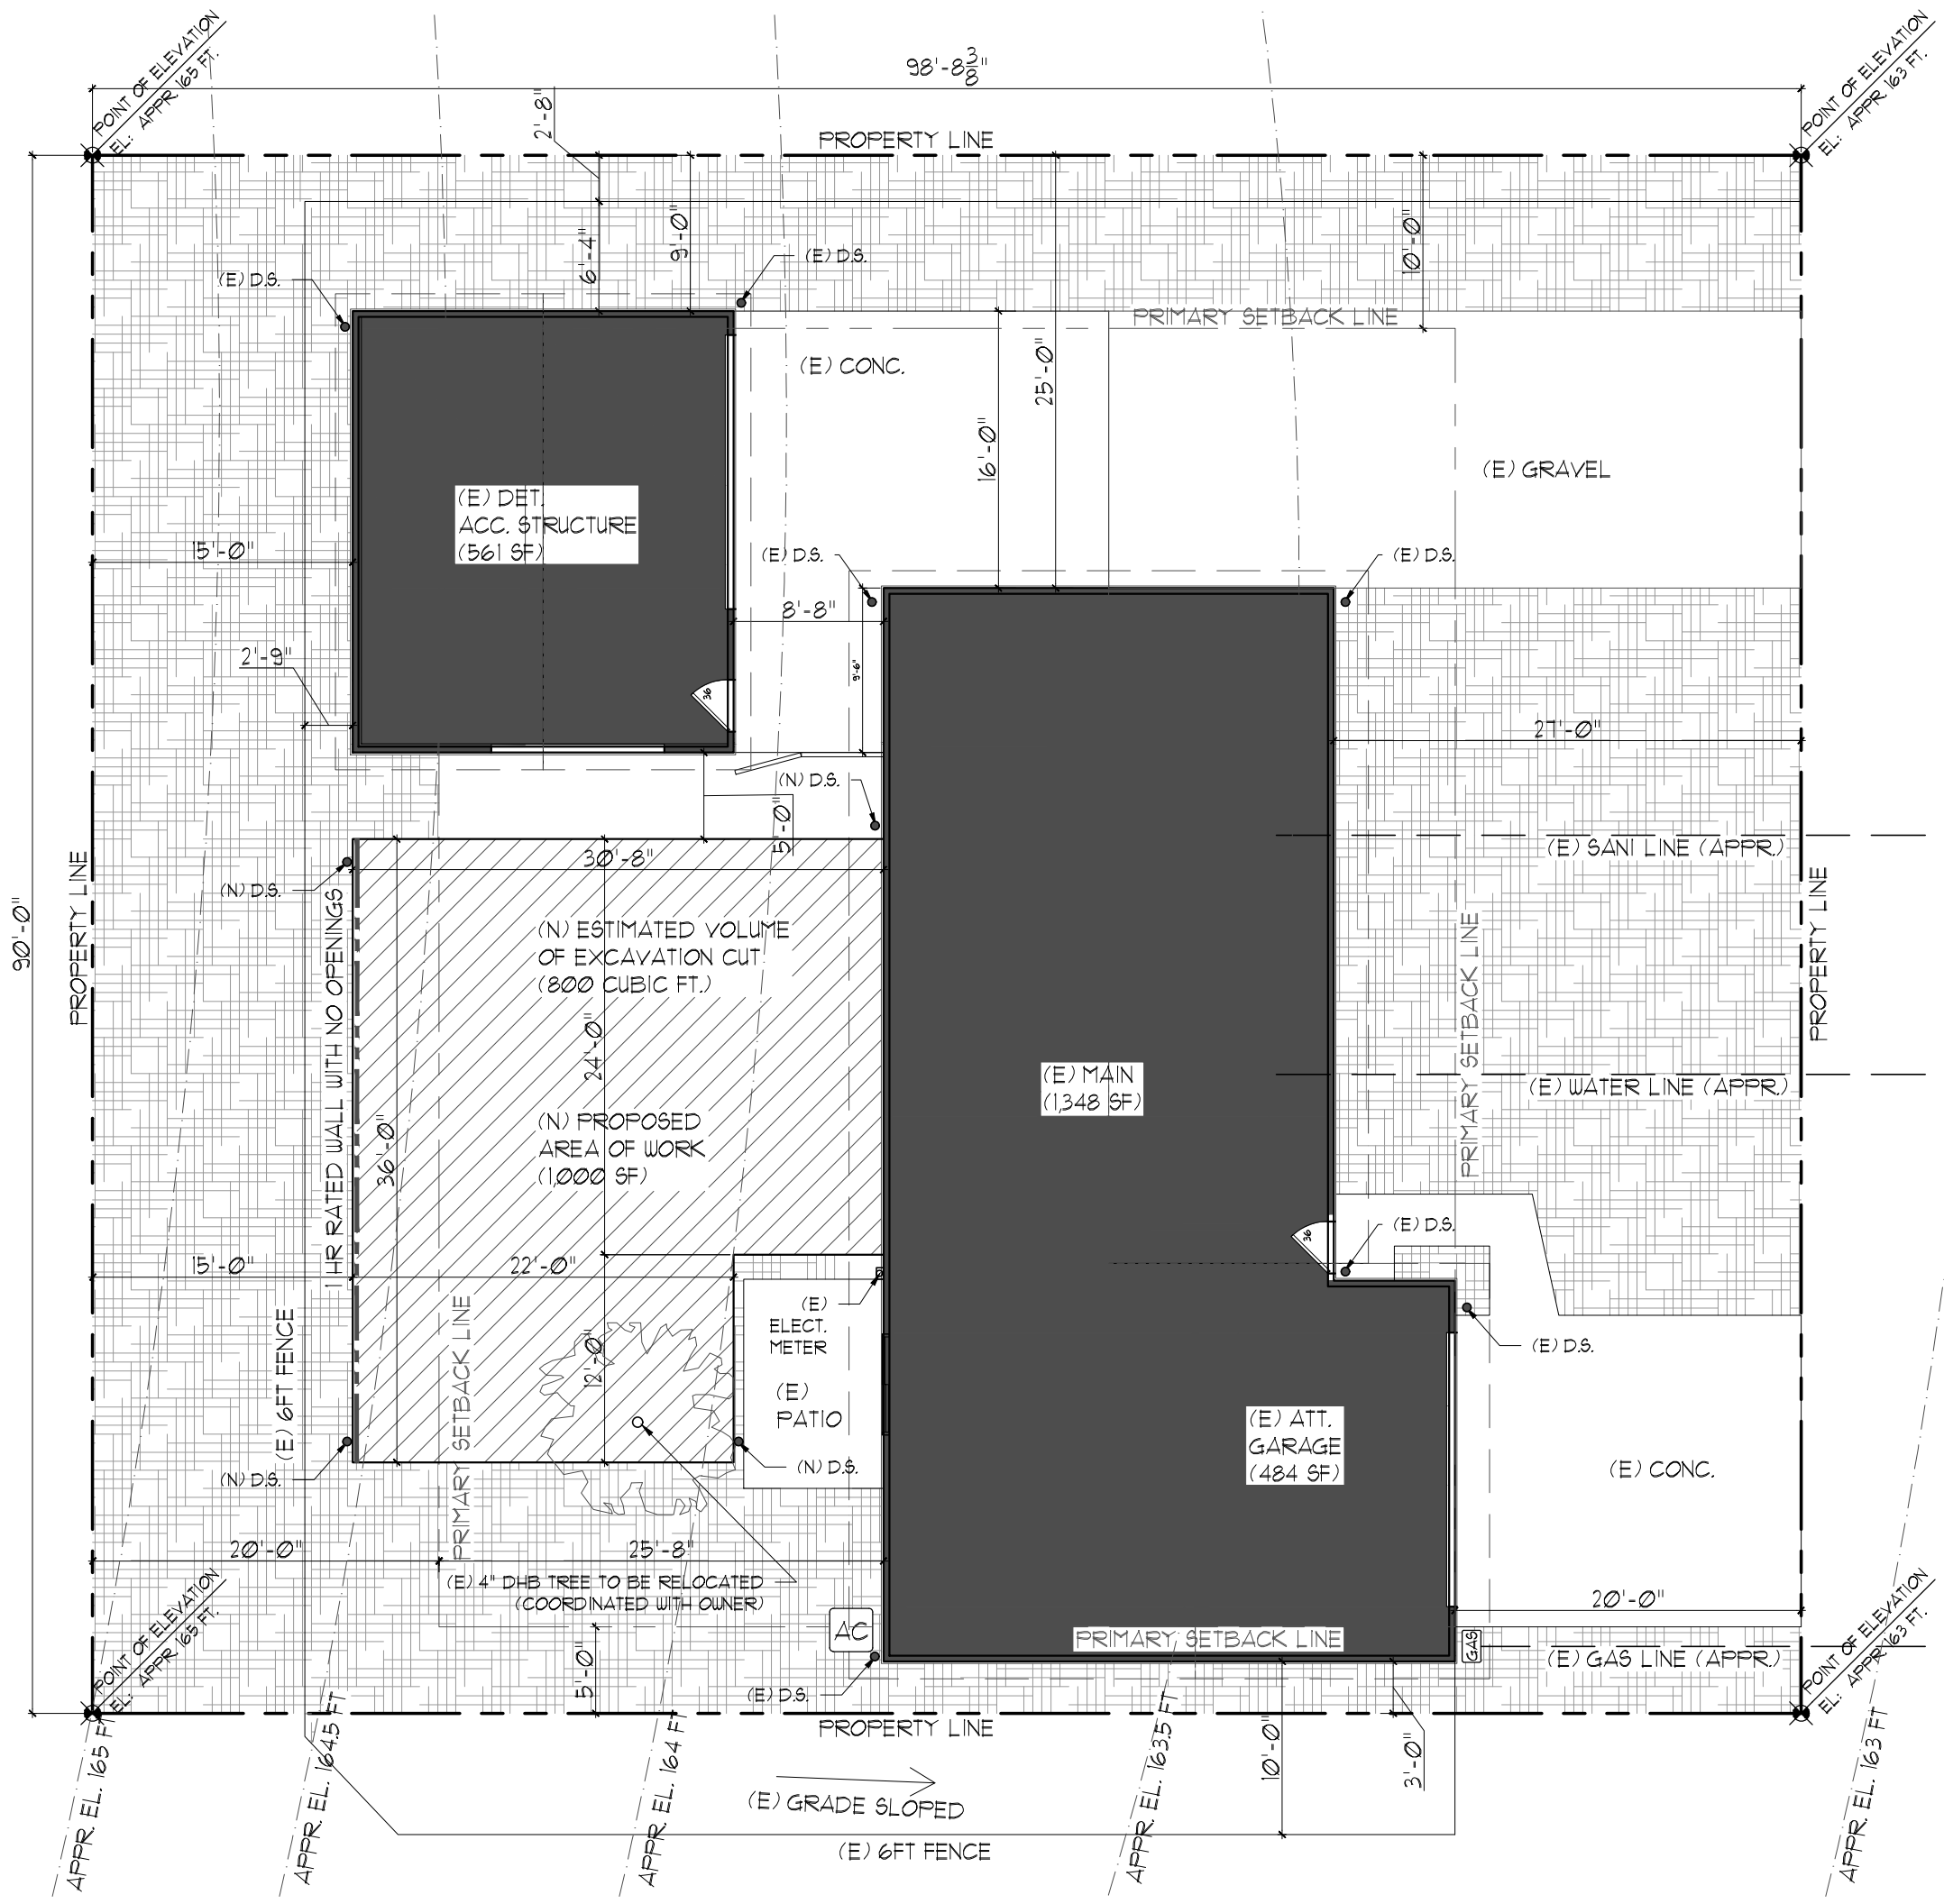 POINT OF ELEVATION
EL: APPR. 165 FT.
98'-8 3/8"
POINT OF ELEVATION
EL: APPR. 163 FT.
2'-8"
PROPERTY LINE
6'-4"
9'-0"
10'-0"
(E) D.S.
(E) D.S.
PRIMARY SETBACK LINE
(E) CONC.
25'-0"
16'-0"
(E) GRAVEL
(E) DET.
ACC. STRUCTURE
(561 SF)
15'-0"
(E) D.S.
(E) D.S.
8'-8"
2'-9"
9'-6"
36
27'-0"
(N) D.S.
5'-0"
(E) SANI LINE (APPR.)
30'-8"
(N) D.S.
PROPERTY LINE
90'-0"
1 HR RATED WALL WITH NO OPENINGS
(N) ESTIMATED VOLUME
OF EXCAVATION CUT
(800 CUBIC FT.)
24'-0"
PROPERTY LINE
PRIMARY SETBACK LINE
(E) MAIN
(1,348 SF)
(E) WATER LINE (APPR.)
(N) PROPOSED
AREA OF WORK
(1,000 SF)
36'-0"
15'-0"
22'-0"
36
(E) D.S.
(E)
ELECT.
METER
(E) D.S.
(E) 6FT FENCE
PRIMARY SETBACK LINE
12'-0"
(E)
PATIO
(E) ATT.
GARAGE
(484 SF)
(E) CONC.
(N) D.S.
(N) D.S.
20'-0"
25'-8"
(E) 4" DHB TREE TO BE RELOCATED
(COORDINATED WITH OWNER)
20'-0"
AC
PRIMARY SETBACK LINE
GAS
(E) GAS LINE (APPR.)
POINT OF ELEVATION
EL: APPR. 165 FT.
POINT OF ELEVATION
EL: APPR. 163 FT.
5'-0"
(E) D.S.
PROPERTY LINE
10'-0"
3'-0"
APPR. EL. 165 FT
APPR. EL. 164.5 FT
APPR. EL. 164 FT
APPR. EL. 163.5 FT
APPR. EL. 163 FT
(E) GRADE SLOPED
(E) 6FT FENCE